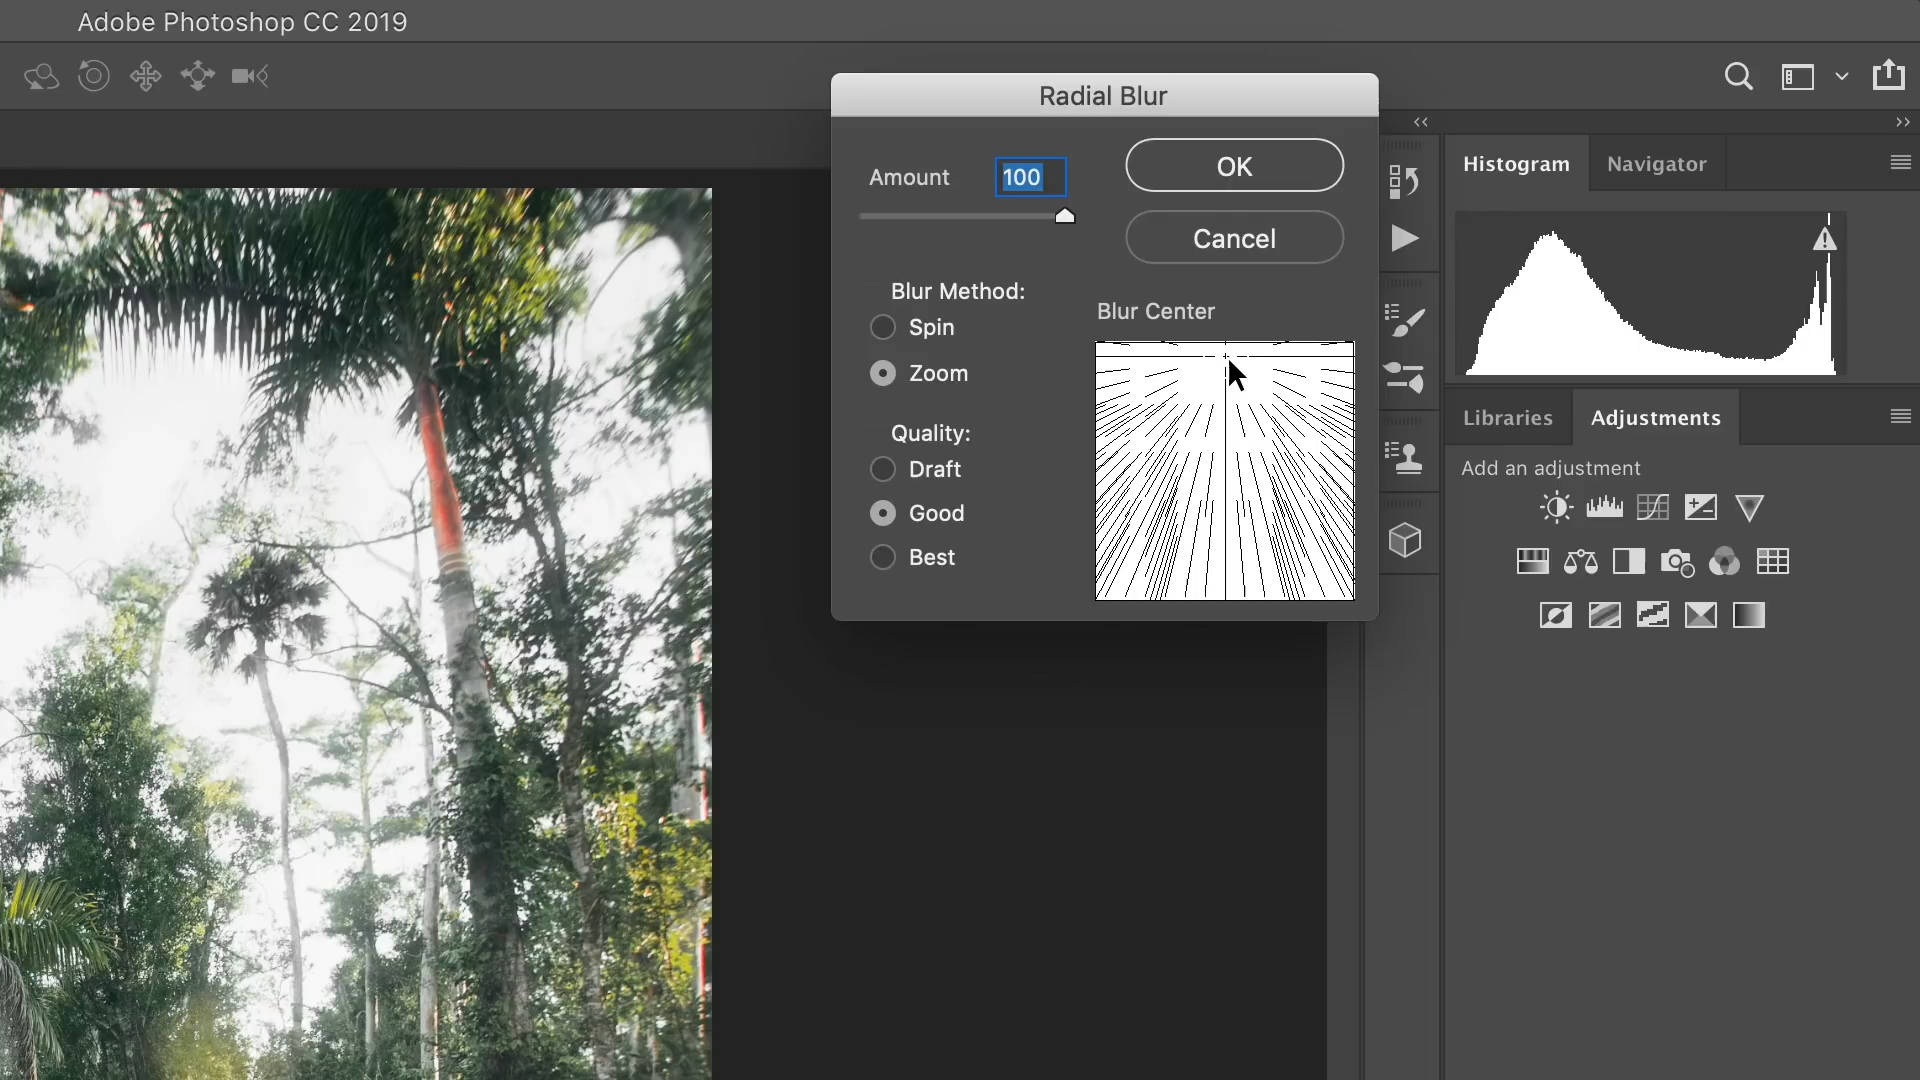 Adobe Photoshop CC 2019
Radial Blur
Amount 100
OK
Cancel
Blur Method:
Spin
Zoom
Quality:
Draft
Good
Best
Blur Center
Histogram Navigator
Libraries Adjustments
Add an adjustment